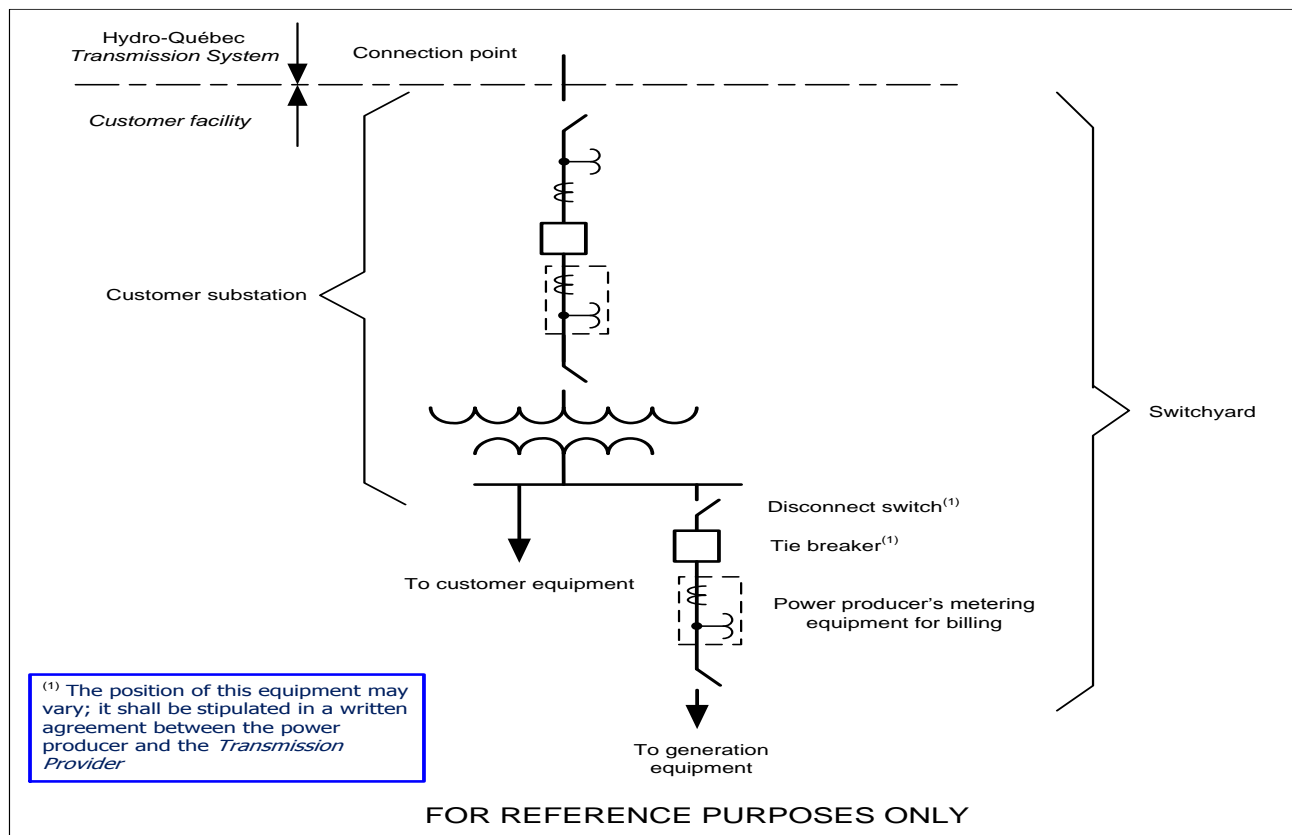 Hydro-Québec
Transmission System
Connection point
Customer facility
Customer substation
Switchyard
Disconnect switch(1)
Tie breaker(1)
To customer equipment
Power producer's metering
equipment for billing
(1) The position of this equipment may
vary; it shall be stipulated in a written
agreement between the power
producer and the Transmission
Provider
To generation
equipment
FOR REFERENCE PURPOSES ONLY